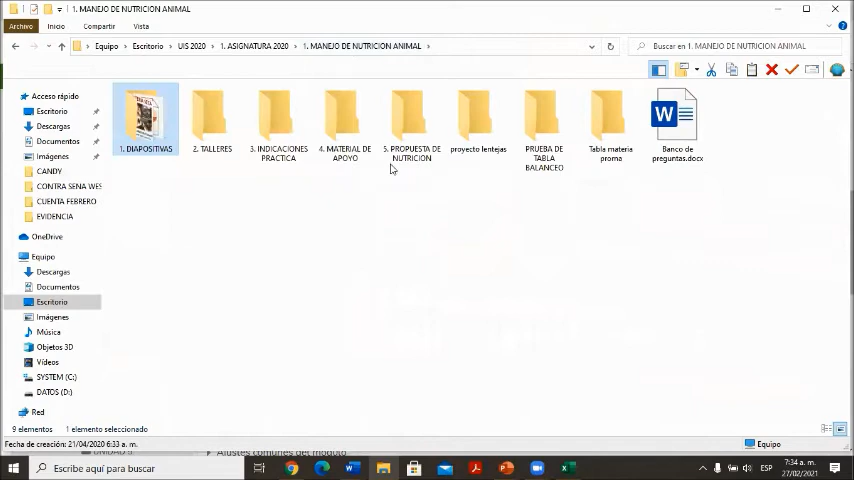 1. MANEJO DE NUTRICION ANIMAL
Archivo Inicio Compartir Vista
Equipo Escritorio UIS 2020 1. ASIGNATURA 2020 1. MANEJO DE NUTRICION ANIMAL
Buscar en 1. MANEJO DE NUTRICION ANIMAL
Acceso rápido
Escritorio
Descargas
Documentos
Imágenes
CANDY
CONTRA SENA WES
CUENTA FEBRERO
EVIDENCIA
OneDrive
Equipo
Descargas
Documentos
Escritorio
Imágenes
Música
Objetos 3D
Vídeos
SYSTEM (C:)
DATOS (D:)
Red
1. DIAPOSITIVAS
2. TALLERES
3. INDICACIONES
PRACTICA
4. MATERIAL DE
APOYO
5. PROPUESTA DE
NUTRICION
proyecto lentejas
PRUEBA DE
TABLA
BALANCEO
Tabla materia
proma
W
Banco de
preguntas.docx
9 elementos 1 elemento seleccionado
Fecha de creación: 21/04/2020 6:33 a. m.
Equipo
Ajustes comunes del módulo
Escribe aquí para buscar
ESP
7:34 a. m.
27/02/2021